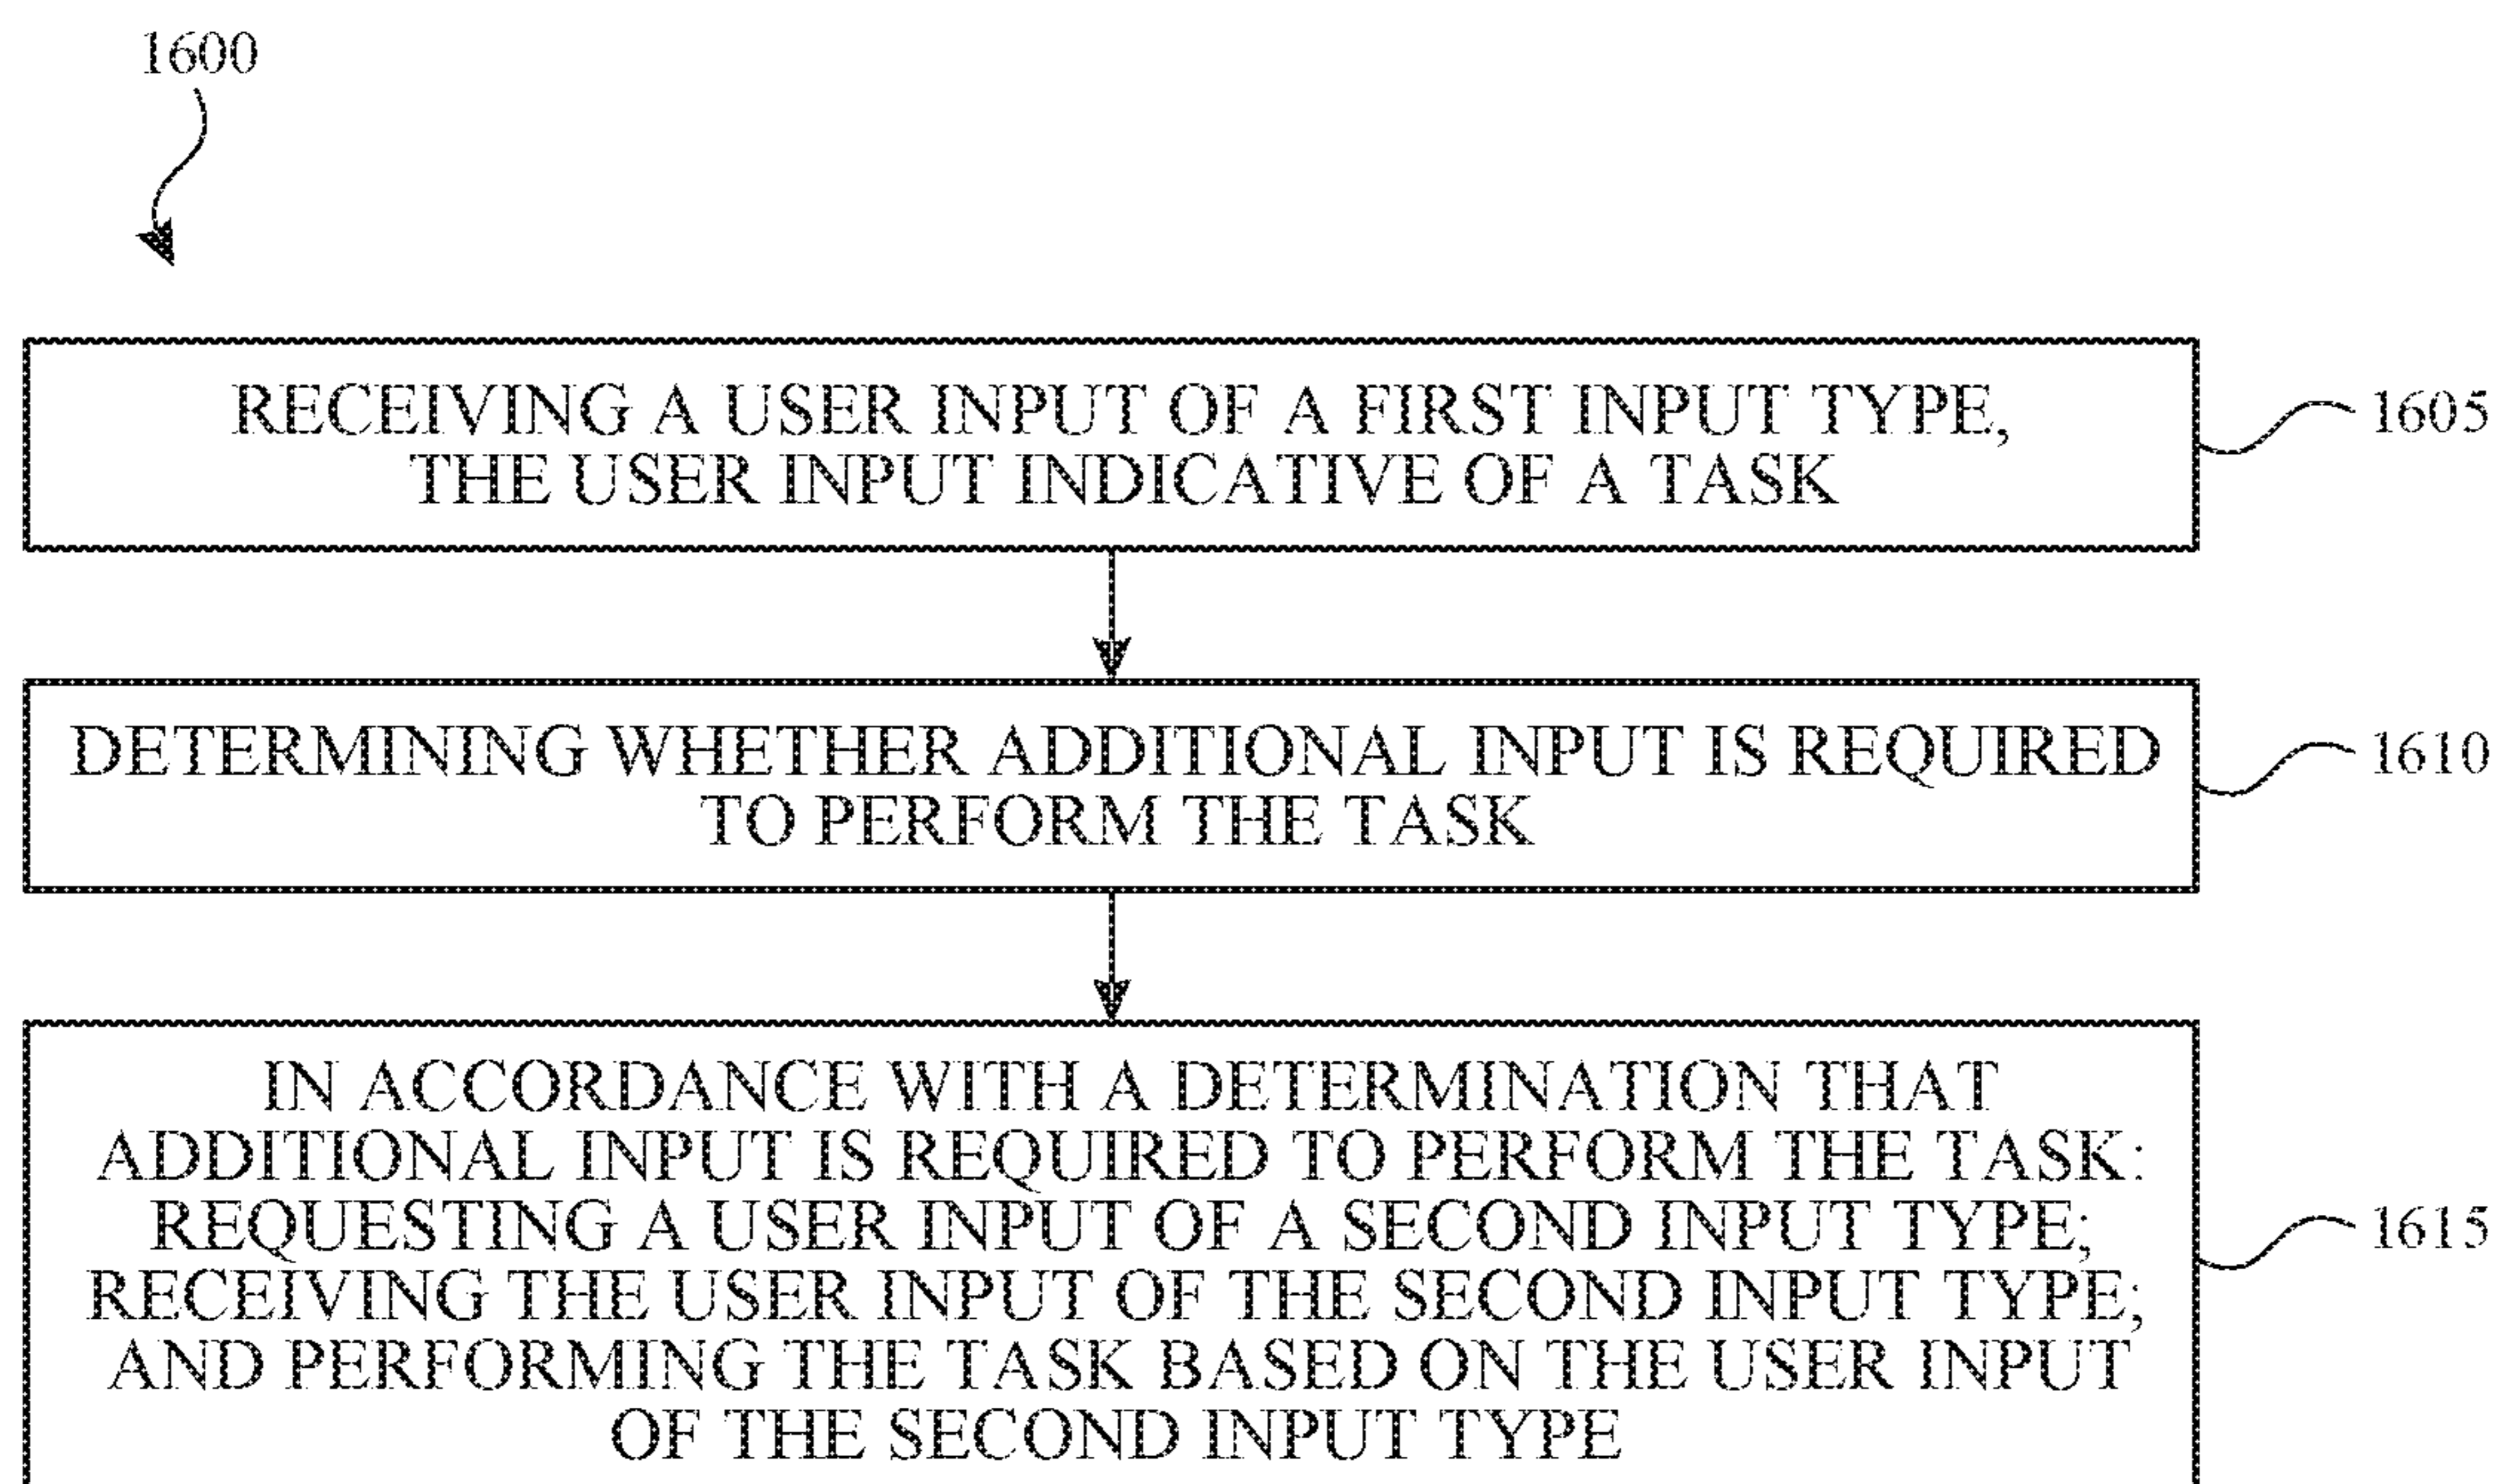 1600
RECEIVING A USER INPUT OF A FIRST INPUT TYPE,
THE USER INPUT INDICATIVE OF A TASK
1605
DETERMINING WHETHER ADDITIONAL INPUT IS REQUIRED
TO PERFORM THE TASK
1610
IN ACCORDANCE WITH A DETERMINATION THAT
ADDITIONAL INPUT IS REQUIRED TO PERFORM THE TASK:
REQUESTING A USER INPUT OF A SECOND INPUT TYPE;
RECEIVING THE USER INPUT OF THE SECOND INPUT TYPE;
AND PERFORMING THE TASK BASED ON THE USER INPUT
OF THE SECOND INPUT TYPE
1615